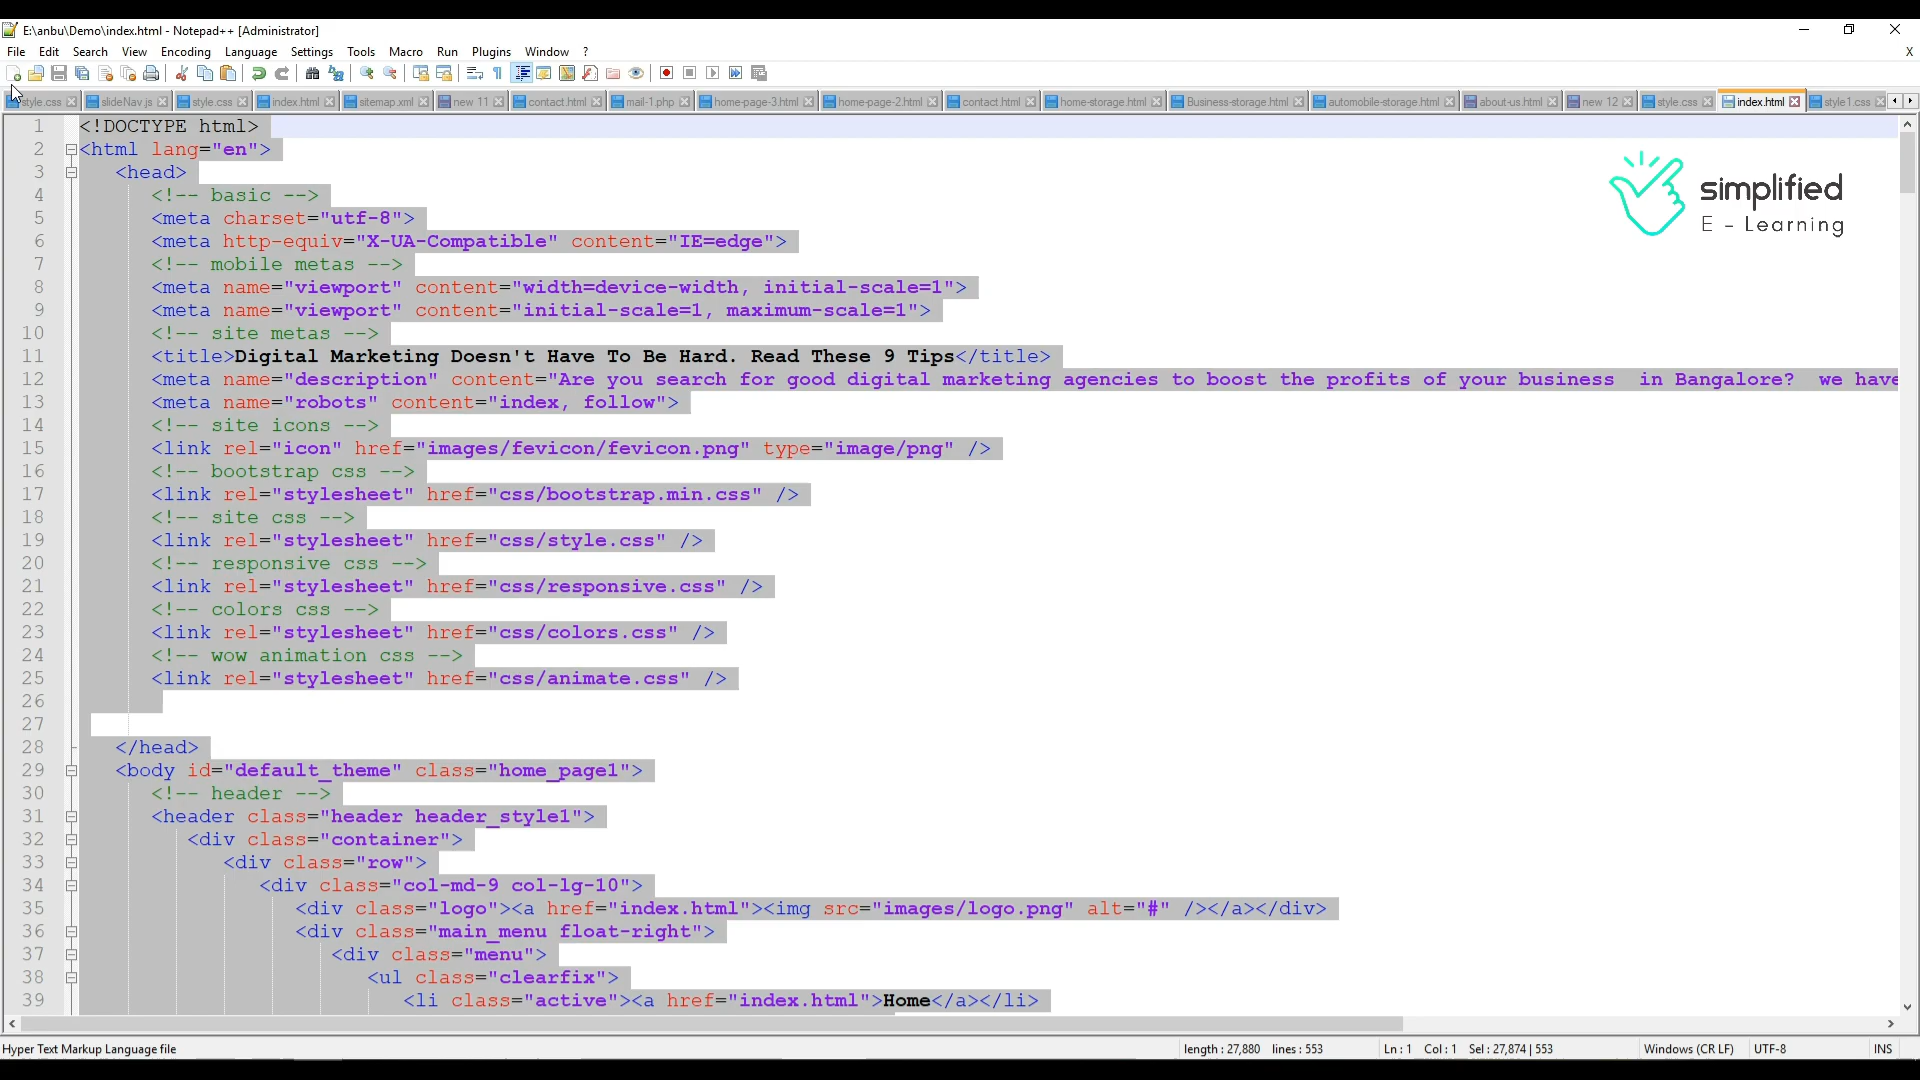 E:\anbu\Demo\index.html - Notepad++ [Administrator]
File Edit Search View Encoding Language Settings Tools Macro Run Plugins Window ? X
style.css slideNav.js style.css index.html sitemap.xml new 11 contact.html mail-1.php home-page-3.html home-page-2.html contact.html home-storage.html Business-storage.html automobile-storage.html about-us.html new 12 style.css index.html style1.css
1 <!DOCTYPE html>
2 <html lang="en">
3 <head>
4 <!-- basic -->
5 <meta charset="utf-8">
6 <meta http-equiv="X-UA-Compatible" content="IE=edge">
7 <!-- mobile metas -->
8 <meta name="viewport" content="width=device-width, initial-scale=1">
9 <meta name="viewport" content="initial-scale=1, maximum-scale=1">
10 <!-- site metas -->
11 <title>Digital Marketing Doesn't Have To Be Hard. Read These 9 Tips</title>
12 <meta name="description" content="Are you search for good digital marketing agencies to boost the profits of your business  in Bangalore?  we have
13 <meta name="robots" content="index, follow">
14 <!-- site icons -->
15 <link rel="icon" href="images/fevicon/fevicon.png" type="image/png" />
16 <!-- bootstrap css -->
17 <link rel="stylesheet" href="css/bootstrap.min.css" />
18 <!-- site css -->
19 <link rel="stylesheet" href="css/style.css" />
20 <!-- responsive css -->
21 <link rel="stylesheet" href="css/responsive.css" />
22 <!-- colors css -->
23 <link rel="stylesheet" href="css/colors.css" />
24 <!-- wow animation css -->
25 <link rel="stylesheet" href="css/animate.css" />
26
27
28 </head>
29 <body id="default_theme" class="home_page1">
30 <!-- header -->
31 <header class="header header_style1">
32 <div class="container">
33 <div class="row">
34 <div class="col-md-9 col-lg-10">
35 <div class="logo"><a href="index.html"><img src="images/logo.png" alt="#" /></a></div>
36 <div class="main_menu float-right">
37 <div class="menu">
38 <ul class="clearfix">
39 <li class="active"><a href="index.html">Home</a></li>
simplified
E - Learning
Hyper Text Markup Language file length : 27,880 lines : 553 Ln : 1 Col : 1 Sel : 27,874 | 553 Windows (CR LF) UTF-8 INS